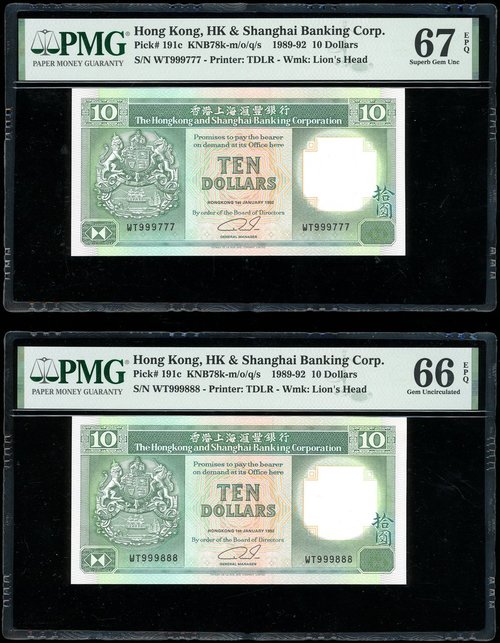 PMG
PAPER MONEY GUARANTY
Hong Kong, HK & Shanghai Banking Corp.
Pick# 191c KNB78k-m/o/q/s 1989-92 10 Dollars
S/N WT999777 - Printer: TDLR - Wmk: Lion's Head
67 EPQ
Superb Gem Unc
10 香港上海滙豐銀行 10
The Hongkong and Shanghai Banking Corporation
Promises to pay the bearer
on demand at its Office here
TEN
DOLLARS
拾圓
HONGKONG 1ST JANUARY 1992
By order of the Board of Directors
WT999777 WT999777
GENERAL MANAGER
PMG
PAPER MONEY GUARANTY
Hong Kong, HK & Shanghai Banking Corp.
Pick# 191c KNB78k-m/o/q/s 1989-92 10 Dollars
S/N WT999888 - Printer: TDLR - Wmk: Lion's Head
66 EPQ
Gem Uncirculated
10 香港上海滙豐銀行 10
The Hongkong and Shanghai Banking Corporation
Promises to pay the bearer
on demand at its Office here
TEN
DOLLARS
拾圓
HONGKONG 1ST JANUARY 1992
By order of the Board of Directors
WT999888 WT999888
GENERAL MANAGER